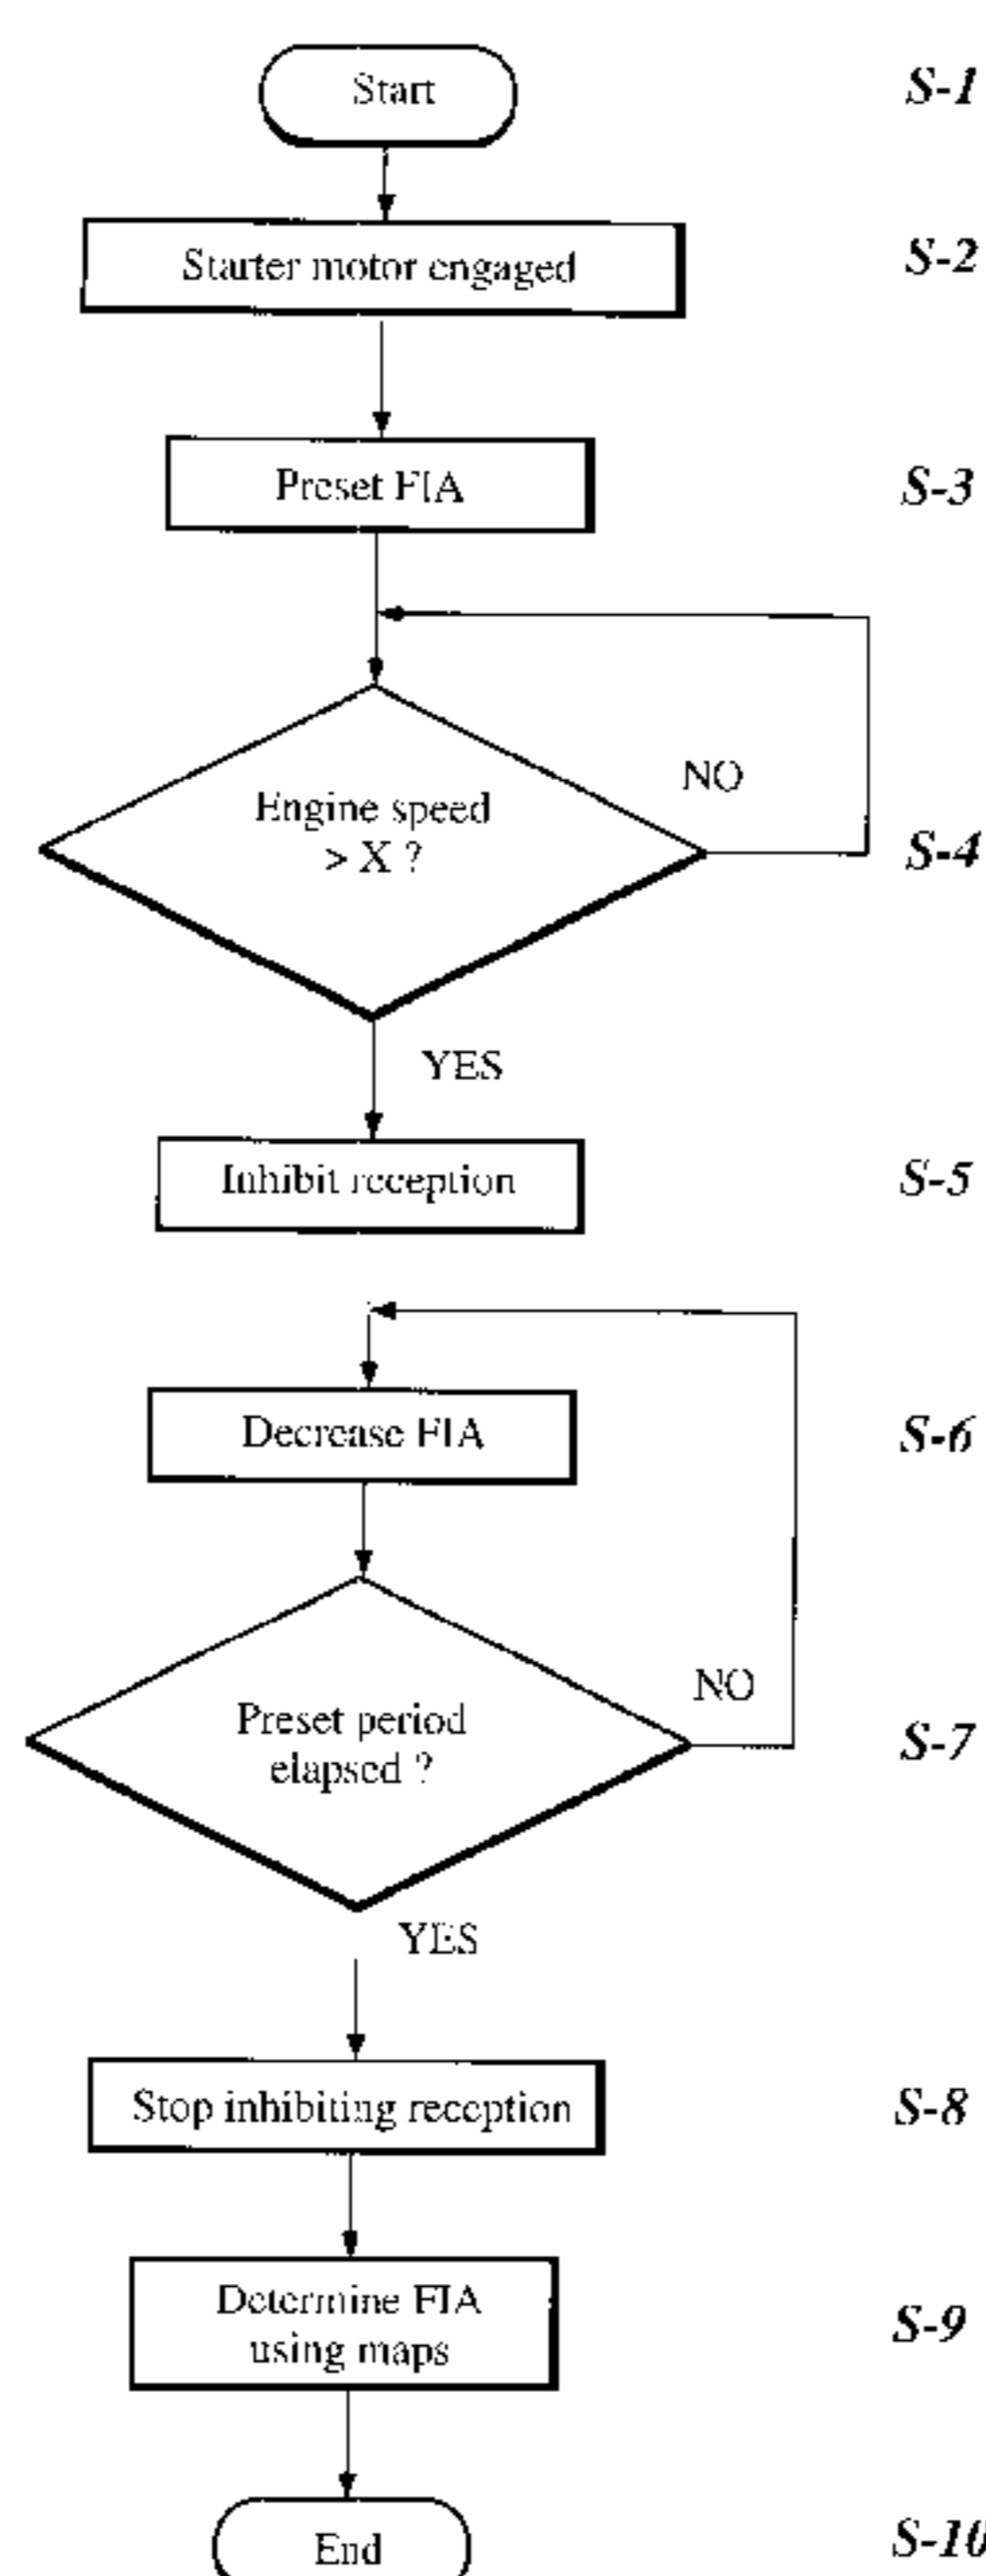 Start
S-1
Starter motor engaged
S-2
Preset FIA
S-3
NO
Engine speed
> X ?
S-4
YES
Inhibit reception
S-5
Decrease FIA
S-6
NO
Preset period
elapsed ?
S-7
YES
Stop inhibiting reception
S-8
Determine FIA
using maps
S-9
End
S-10